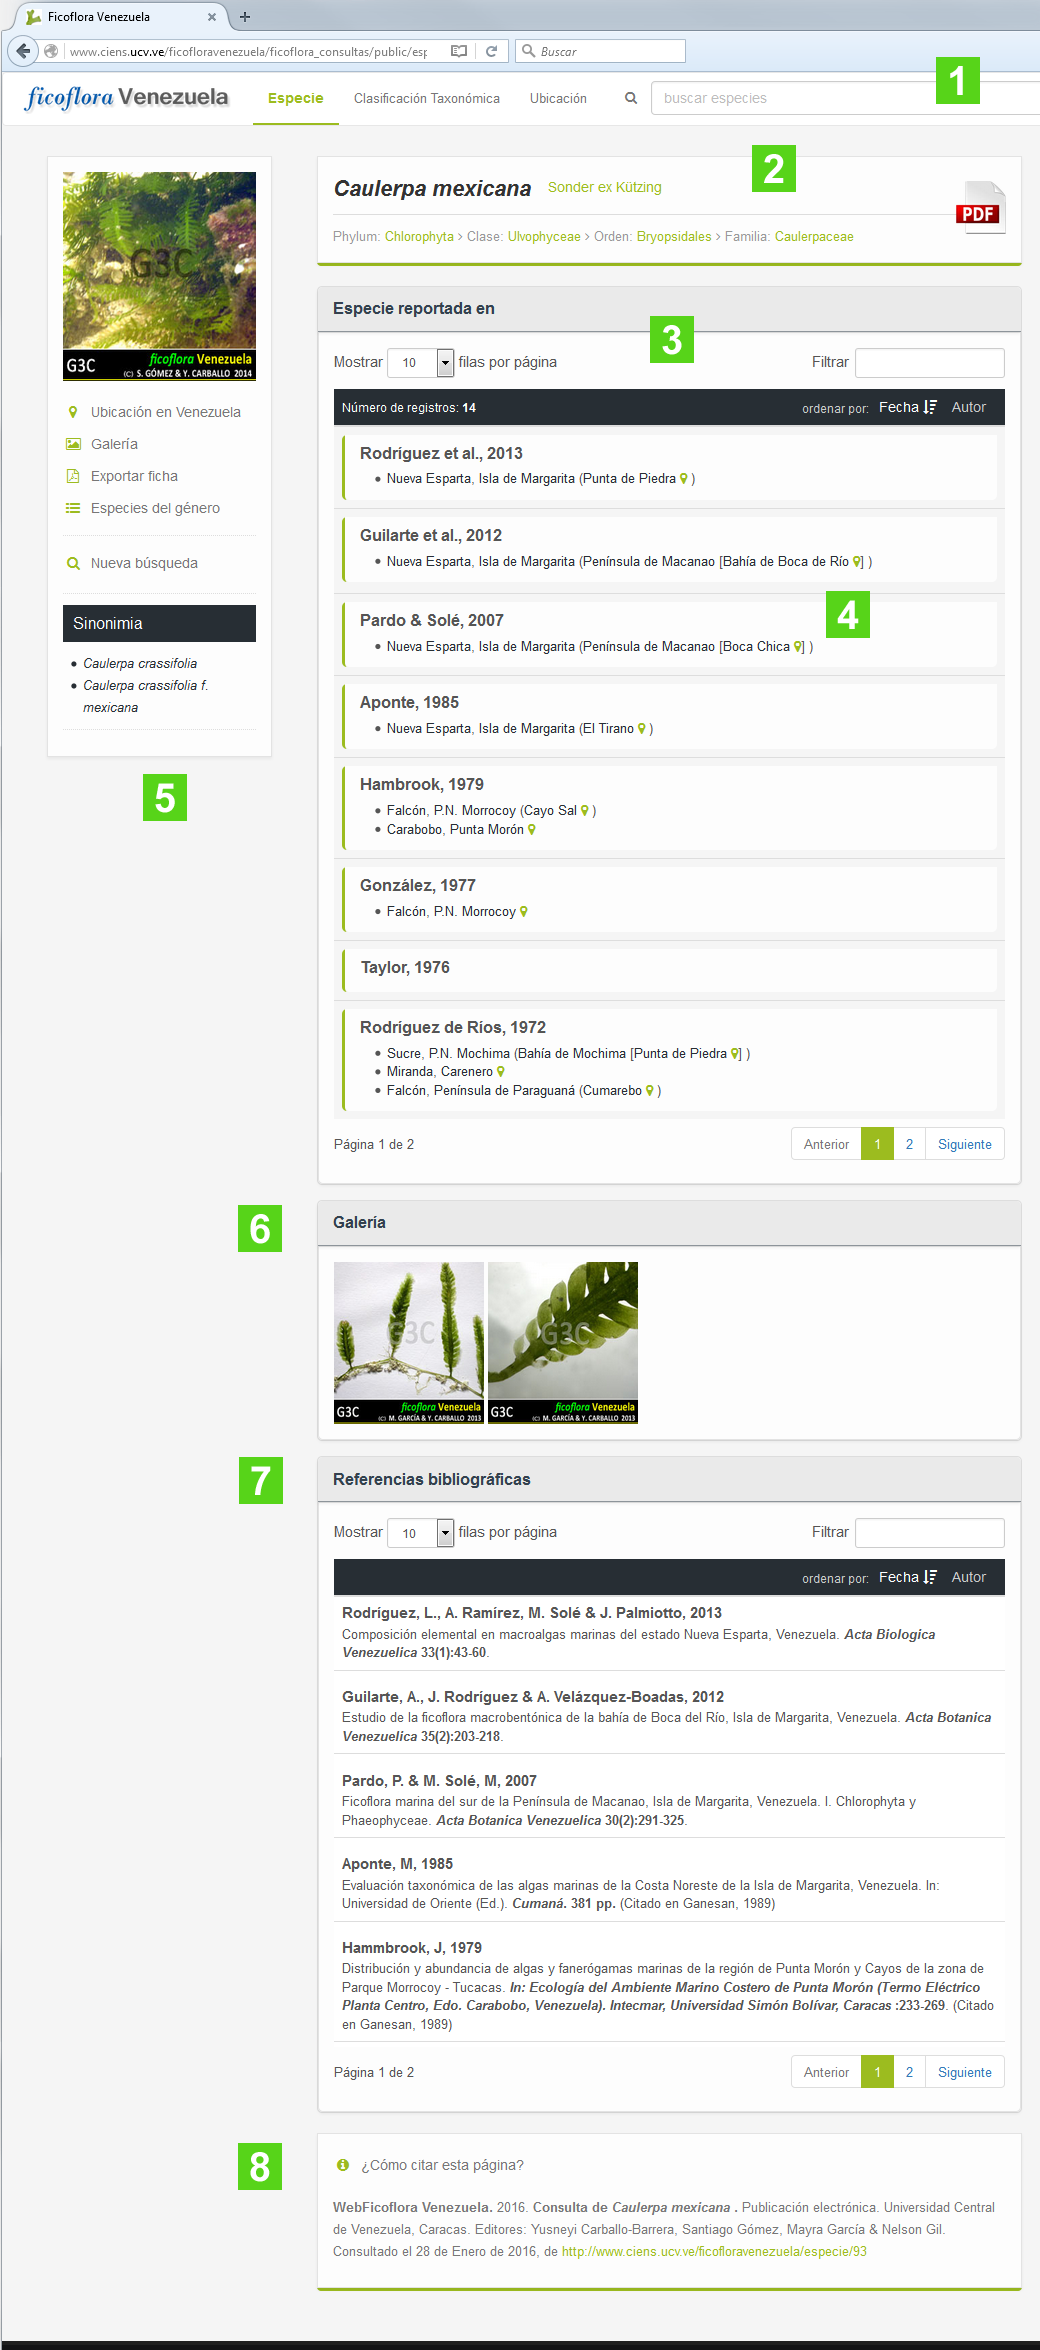 Ficoflora Venezuela
www.ciens.ucv.ve/ficofloravenezuela/ficoflora_consultas/public/esp
Buscar
ficoflora Venezuela
Especie
Clasificación Taxonómica
Ubicación
buscar especies
1
2
Caulerpa mexicana Sonder ex Kützing
PDF
Phylum: Chlorophyta > Clase: Ulvophyceae > Orden: Bryopsidales > Familia: Caulerpaceae
G3C
G3C
ficoflora Venezuela
(C) S. GÓMEZ & Y. CARBALLO 2014
Ubicación en Venezuela
Galería
Exportar ficha
Especies del género
Nueva búsqueda
Sinonimia
• Caulerpa crassifolia
• Caulerpa crassifolia f.
mexicana
5
Especie reportada en
3
Mostrar 10 filas por página
Filtrar
Número de registros: 14
ordenar por: Fecha Autor
Rodríguez et al., 2013
• Nueva Esparta, Isla de Margarita (Punta de Piedra )
Guilarte et al., 2012
• Nueva Esparta, Isla de Margarita (Península de Macanao [Bahía de Boca de Río ] )
4
Pardo & Solé, 2007
• Nueva Esparta, Isla de Margarita (Península de Macanao [Boca Chica ] )
Aponte, 1985
• Nueva Esparta, Isla de Margarita (El Tirano )
Hambrook, 1979
• Falcón, P.N. Morrocoy (Cayo Sal )
• Carabobo, Punta Morón
González, 1977
• Falcón, P.N. Morrocoy
Taylor, 1976
Rodríguez de Ríos, 1972
• Sucre, P.N. Mochima (Bahía de Mochima [Punta de Piedra ] )
• Miranda, Carenero
• Falcón, Península de Paraguaná (Cumarebo )
Página 1 de 2
Anterior 1 2 Siguiente
6
Galería
G3C
G3C
ficoflora Venezuela
(C) M. GARCÍA & Y. CARBALLO 2013
G3C
G3C
ficoflora Venezuela
(C) M. GARCÍA & Y. CARBALLO 2013
7
Referencias bibliográficas
Mostrar 10 filas por página
Filtrar
ordenar por: Fecha Autor
Rodríguez, L., A. Ramírez, M. Solé & J. Palmiotto, 2013
Composición elemental en macroalgas marinas del estado Nueva Esparta, Venezuela. Acta Biologica
Venezuelica 33(1):43-60.
Guilarte, A., J. Rodríguez & A. Velázquez-Boadas, 2012
Estudio de la ficoflora macrobentónica de la bahía de Boca del Río, Isla de Margarita, Venezuela. Acta Botanica
Venezuelica 35(2):203-218.
Pardo, P. & M. Solé, M, 2007
Ficoflora marina del sur de la Península de Macanao, Isla de Margarita, Venezuela. I. Chlorophyta y
Phaeophyceae. Acta Botanica Venezuelica 30(2):291-325.
Aponte, M, 1985
Evaluación taxonómica de las algas marinas de la Costa Noreste de la Isla de Margarita, Venezuela. In:
Universidad de Oriente (Ed.). Cumaná. 381 pp. (Citado en Ganesan, 1989)
Hammbrook, J, 1979
Distribución y abundancia de algas y fanerógamas marinas de la región de Punta Morón y Cayos de la zona de
Parque Morrocoy - Tucacas. In: Ecología del Ambiente Marino Costero de Punta Morón (Termo Eléctrico
Planta Centro, Edo. Carabobo, Venezuela). Intecmar, Universidad Simón Bolívar, Caracas :233-269. (Citado
en Ganesan, 1989)
Página 1 de 2
Anterior 1 2 Siguiente
8
¿Cómo citar esta página?
WebFicoflora Venezuela. 2016. Consulta de Caulerpa mexicana . Publicación electrónica. Universidad Central
de Venezuela, Caracas. Editores: Yusneyi Carballo-Barrera, Santiago Gómez, Mayra García & Nelson Gil.
Consultado el 28 de Enero de 2016, de http://www.ciens.ucv.ve/ficofloravenezuela/especie/93